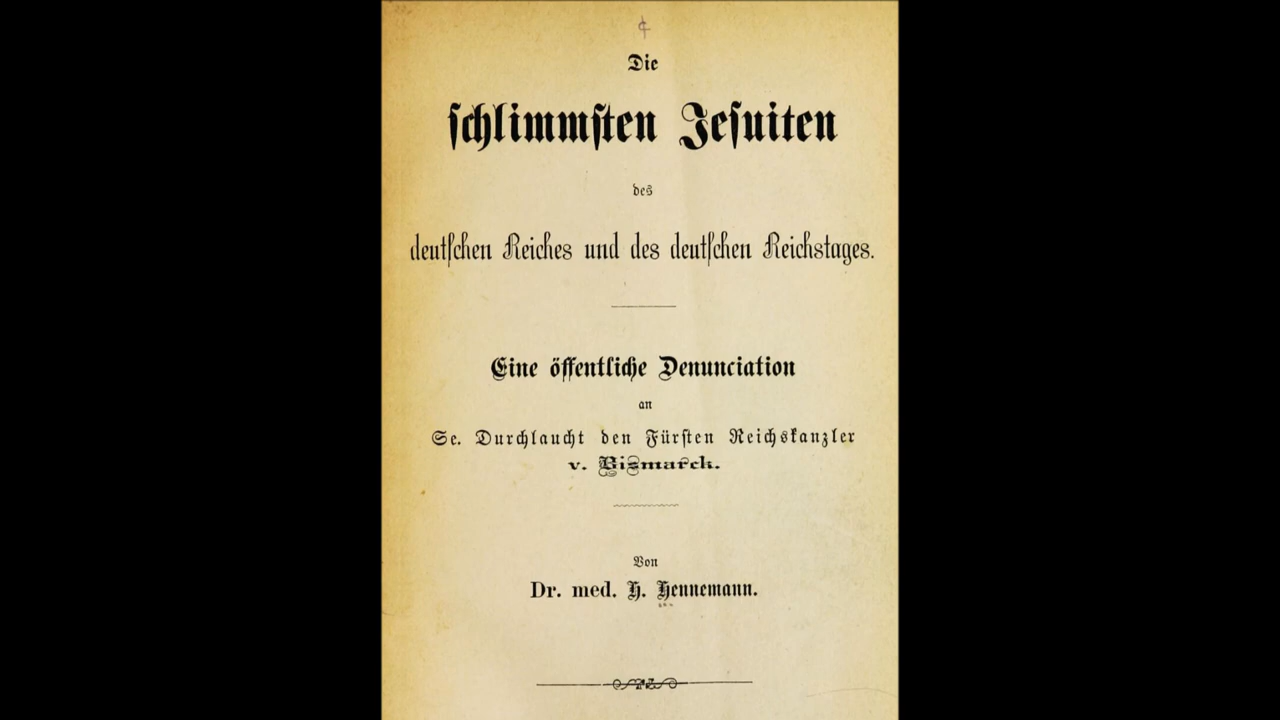 Die
schlimmsten Jesuiten
des
deutschen Reiches und des deutschen Reichstages.
Eine öffentliche Denunciation
an
Se. Durchlaucht den Fürsten Reichskanzler
v. Bismarck.
Von
Dr. med. H. Hennemann.